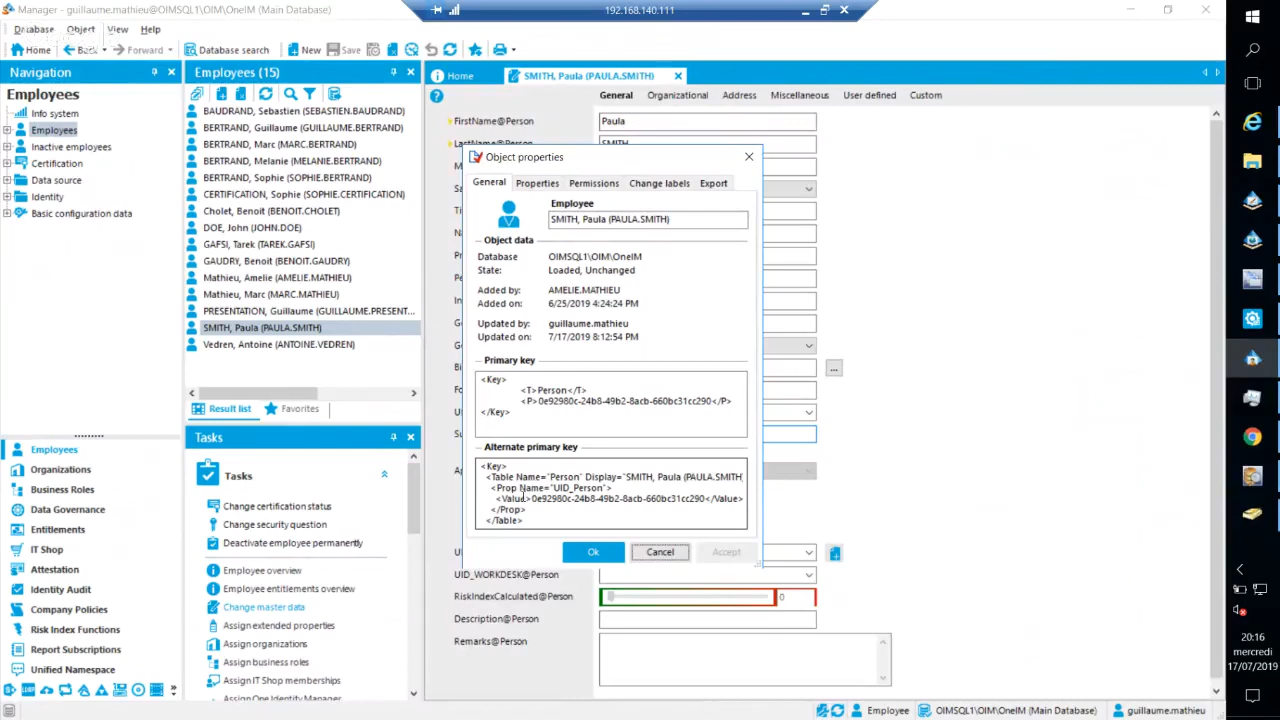 Manager - guillaume.mathieu@OIMSQL1\OIM\OneIM (Main Database)
192.168.140.111
Database Object View Help
Home Back Forward Database search New Save
Navigation
Employees
Info system
Employees
Inactive employees
Certification
Data source
Identity
Basic configuration data
Employees
Organizations
Business Roles
Data Governance
Entitlements
IT Shop
Attestation
Identity Audit
Company Policies
Risk Index Functions
Report Subscriptions
Unified Namespace
Employees (15)
BAUDRAND, Sebastien (SEBASTIEN.BAUDRAND)
BERTRAND, Guillaume (GUILLAUME.BERTRAND)
BERTRAND, Marc (MARC.BERTRAND)
BERTRAND, Melanie (MELANIE.BERTRAND)
BERTRAND, Sophie (SOPHIE.BERTRAND)
CERTIFICATION, Sophie (SOPHIE.CERTIFICATION)
Cholet, Benoit (BENOIT.CHOLET)
DOE, John (JOHN.DOE)
GAFSI, Tarek (TAREK.GAFSI)
GAUDRY, Benoit (BENOIT.GAUDRY)
Mathieu, Amelie (AMELIE.MATHIEU)
Mathieu, Marc (MARC.MATHIEU)
PRESENTATION, Guillaume (GUILLAUME.PRESENT...
SMITH, Paula (PAULA.SMITH)
Vedren, Antoine (ANTOINE.VEDREN)
Result list Favorites
Tasks
Tasks
Change certification status
Change security question
Deactivate employee permanently
Employee overview
Employee entitlements overview
Change master data
Assign extended properties
Assign organizations
Assign business roles
Assign IT Shop memberships
Assign One Identity Manager
Home SMITH, Paula (PAULA.SMITH)
General Organizational Address Miscellaneous User defined Custom
FirstName@Person Paula
LastName@Person SMITH
Object properties
General Properties Permissions Change labels Export
Employee
SMITH, Paula (PAULA.SMITH)
Object data
Database OIMSQL1\OIM\OneIM
State: Loaded, Unchanged
Added by: AMELIE.MATHIEU
Added on: 6/25/2019 4:24:24 PM
Updated by: guillaume.mathieu
Updated on: 7/17/2019 8:12:54 PM
Primary key
<Key>
<T>Person</T>
<P>0e92980c-24b8-49b2-8acb-660bc31cc290</P>
</Key>
Alternate primary key
<Key>
<Table Name="Person" Display="SMITH, Paula (PAULA.SMITH)
<Prop Name="UID_Person">
<Value>0e92980c-24b8-49b2-8acb-660bc31cc290</Value>
</Prop>
</Table>
Ok Cancel Accept
UID_WORKDESK@Person
RiskIndexCalculated@Person 0
Description@Person
Remarks@Person
Employee OIMSQL1\OIM\OneIM (Main Database) guillaume.mathieu
20:16
mercredi
17/07/2019